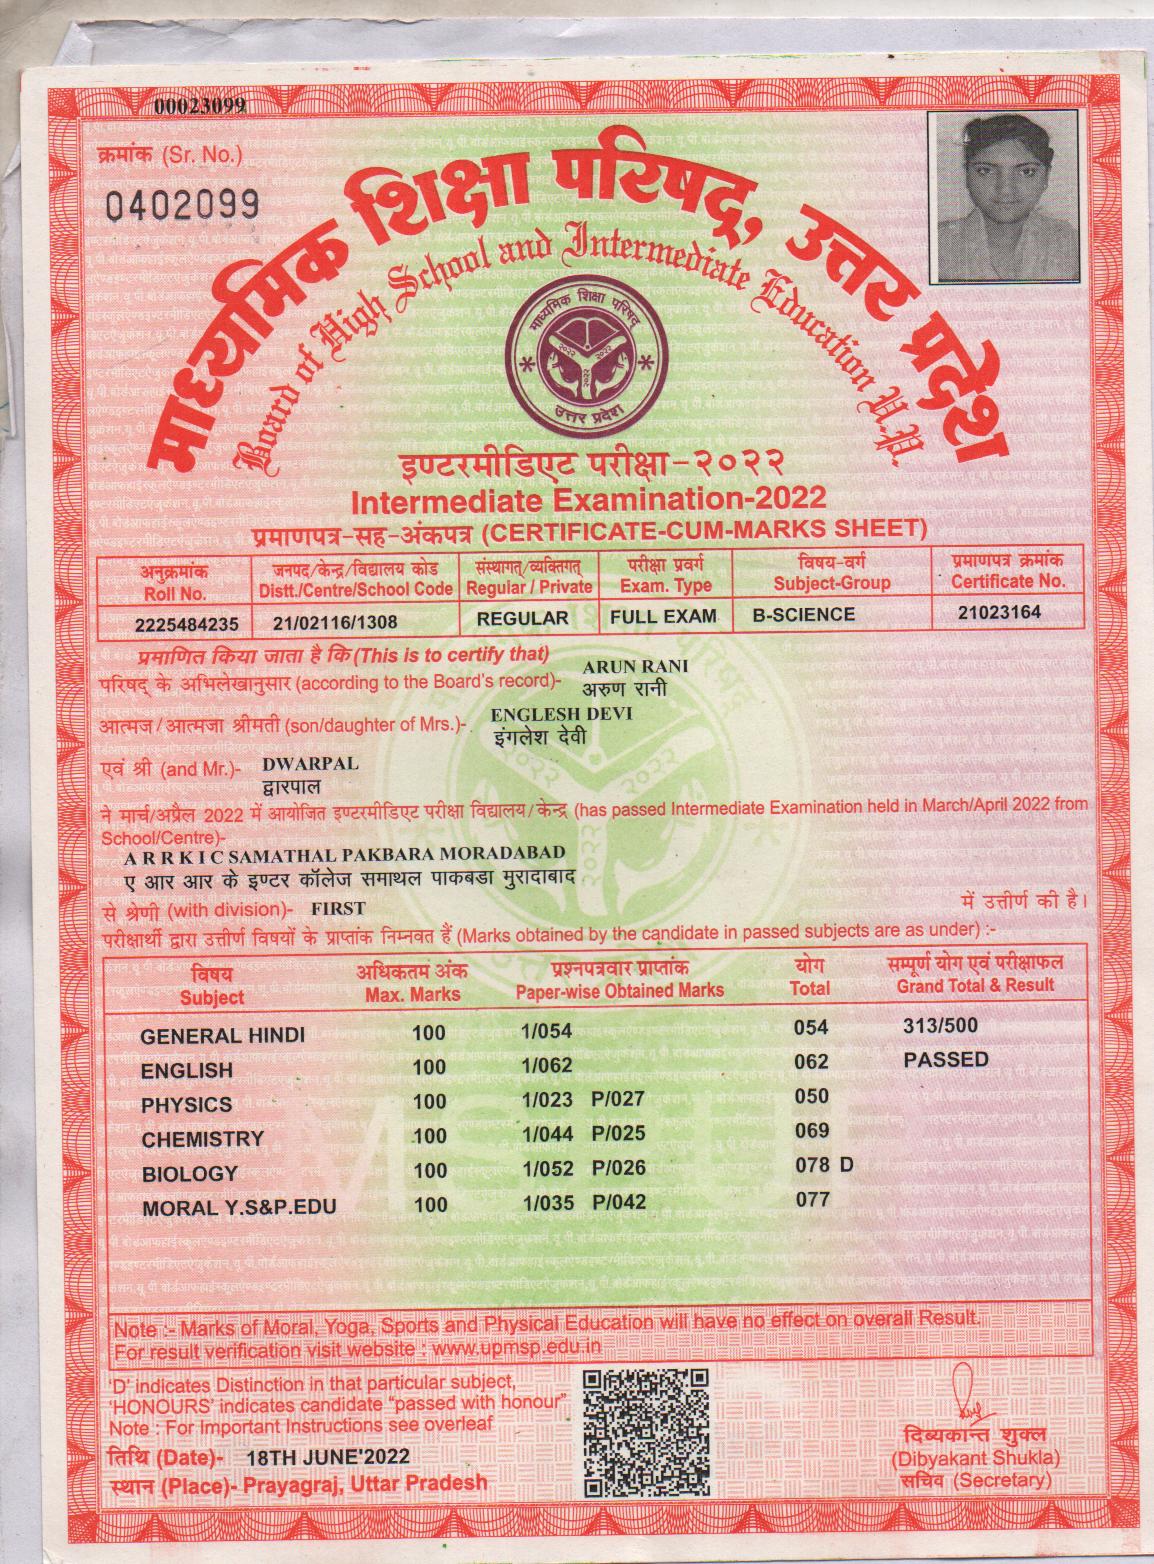 00023099
क्रमांक (Sr. No.)
0402099
माध्यमिक शिक्षा परिषद्, उत्तर प्रदेश
Board of High School and Intermediate Education U.P.
माध्यमिक शिक्षा परिषद्
२०२२ २०२२
२०२२
उत्तर प्रदेश
इण्टरमीडिएट परीक्षा-२०२२
Intermediate Examination-2022
प्रमाणपत्र-सह-अंकपत्र (CERTIFICATE-CUM-MARKS SHEET)
अनुक्रमांक जनपद/केन्द्र/विद्यालय कोड संस्थागत्/व्यक्तिगत् परीक्षा प्रवर्ग विषय-वर्ग प्रमाणपत्र क्रमांक
Roll No. Distt./Centre/School Code Regular / Private Exam. Type Subject-Group Certificate No.
2225484235 21/02116/1308 REGULAR FULL EXAM B-SCIENCE 21023164
प्रमाणित किया जाता है कि (This is to certify that)
ARUN RANI
परिषद् के अभिलेखानुसार (according to the Board's record)- अरुण रानी
ENGLESH DEVI
आत्मज/आत्मजा श्रीमती (son/daughter of Mrs.)- इंगलेश देवी
एवं श्री (and Mr.)- DWARPAL
द्वारपाल
ने मार्च/अप्रैल 2022 में आयोजित इण्टरमीडिएट परीक्षा विद्यालय/केन्द्र (has passed Intermediate Examination held in March/April 2022 from
School/Centre)-
A R R K I C SAMATHAL PAKBARA MORADABAD
ए आर आर के इण्टर कॉलेज समाथल पाकबडा मुरादाबाद
से श्रेणी (with division)- FIRST में उत्तीर्ण की है।
परीक्षार्थी द्वारा उत्तीर्ण विषयों के प्राप्तांक निम्नवत हैं (Marks obtained by the candidate in passed subjects are as under) :-
विषय अधिकतम अंक प्रश्नपत्रवार प्राप्तांक योग सम्पूर्ण योग एवं परीक्षाफल
Subject Max. Marks Paper-wise Obtained Marks Total Grand Total & Result
GENERAL HINDI 100 1/054 054 313/500
ENGLISH 100 1/062 062 PASSED
PHYSICS 100 1/023 P/027 050
CHEMISTRY 100 1/044 P/025 069
BIOLOGY 100 1/052 P/026 078 D
MORAL Y.S&P.EDU 100 1/035 P/042 077
Note :- Marks of Moral, Yoga, Sports and Physical Education will have no effect on overall Result.
For result verification visit website : www.upmsp.edu.in
'D' indicates Distinction in that particular subject,
'HONOURS' indicates candidate "passed with honour"
Note : For Important Instructions see overleaf
तिथि (Date)- 18TH JUNE'2022
स्थान (Place)- Prayagraj, Uttar Pradesh
दिब्यकान्त शुक्ल
(Dibyakant Shukla)
सचिव (Secretary)